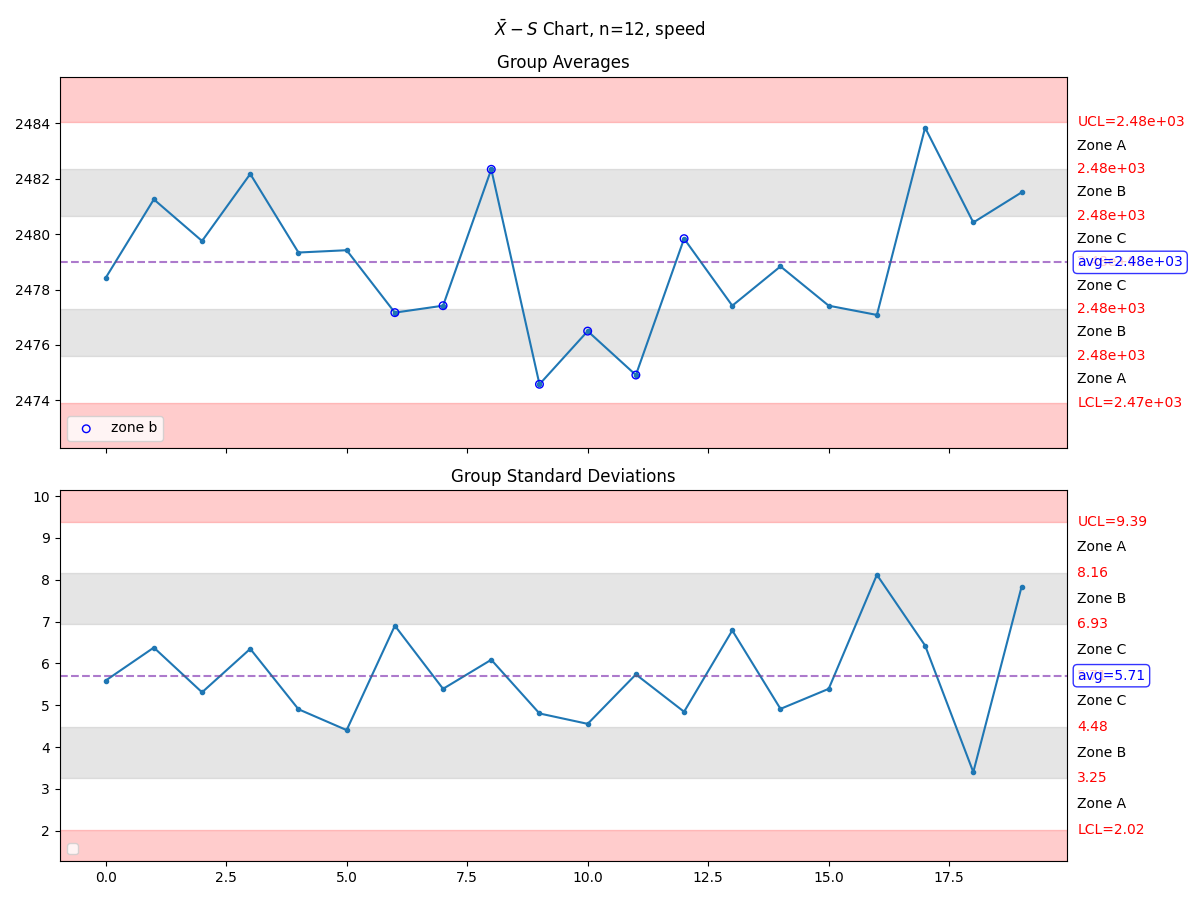 X̄ − S Chart, n=12, speed
Group Averages
2484
2482
2480
2478
2476
2474
UCL=2.48e+03
Zone A
2.48e+03
Zone B
2.48e+03
Zone C
avg=2.48e+03
Zone C
2.48e+03
Zone B
2.48e+03
Zone A
LCL=2.47e+03
zone b
Group Standard Deviations
10
9
8
7
6
5
4
3
2
UCL=9.39
Zone A
8.16
Zone B
6.93
Zone C
avg=5.71
Zone C
4.48
Zone B
3.25
Zone A
LCL=2.02
0.0 2.5 5.0 7.5 10.0 12.5 15.0 17.5